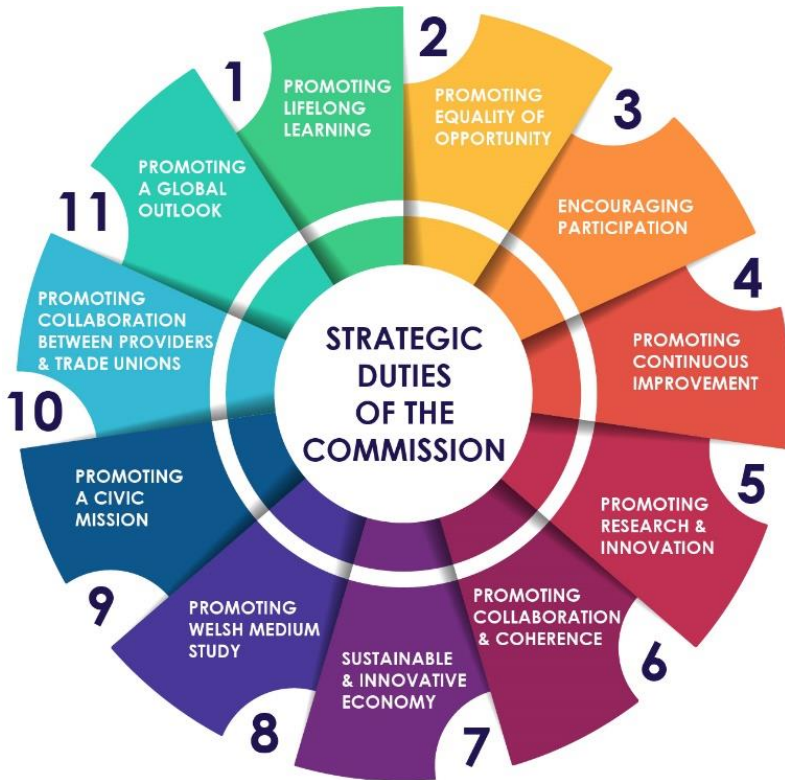 STRATEGIC
DUTIES
OF THE
COMMISSION
1
PROMOTING
LIFELONG
LEARNING
2
PROMOTING
EQUALITY OF
OPPORTUNITY
3
ENCOURAGING
PARTICIPATION
4
PROMOTING
CONTINUOUS
IMPROVEMENT
5
PROMOTING
RESEARCH &
INNOVATION
6
PROMOTING
COLLABORATION
& COHERENCE
7
SUSTAINABLE
& INNOVATIVE
ECONOMY
8
PROMOTING
WELSH MEDIUM
STUDY
9
PROMOTING
A CIVIC
MISSION
10
PROMOTING
COLLABORATION
BETWEEN PROVIDERS
& TRADE UNIONS
11
PROMOTING
A GLOBAL
OUTLOOK